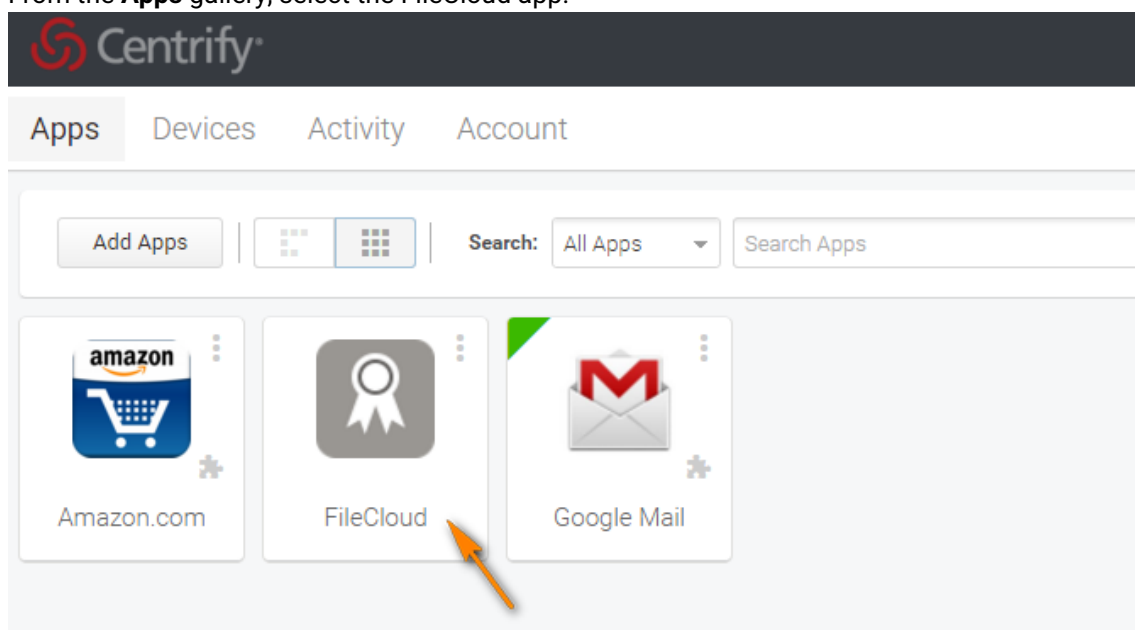 From the Apps gallery, select the FileCloud app.
Centrify
Apps Devices Activity Account
Add Apps Search: All Apps Search Apps
amazon
Amazon.com FileCloud Google Mail